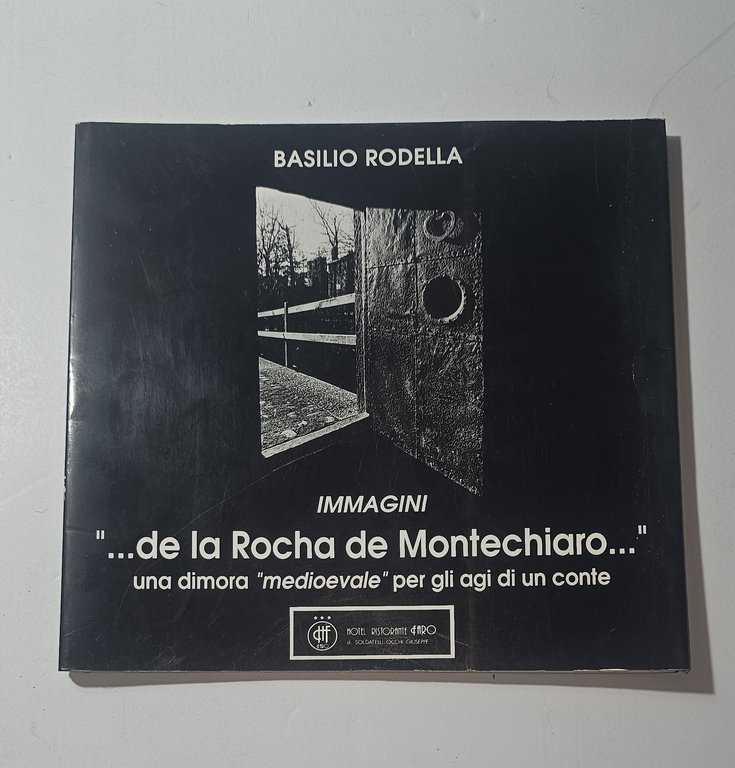 BASILIO RODELLA
IMMAGINI
"...de la Rocha de Montechiaro..."
una dimora "medioevale" per gli agi di un conte
HOTEL RISTORANTE FARO
di SOLDATELLI OCCHI GIUSEPPE